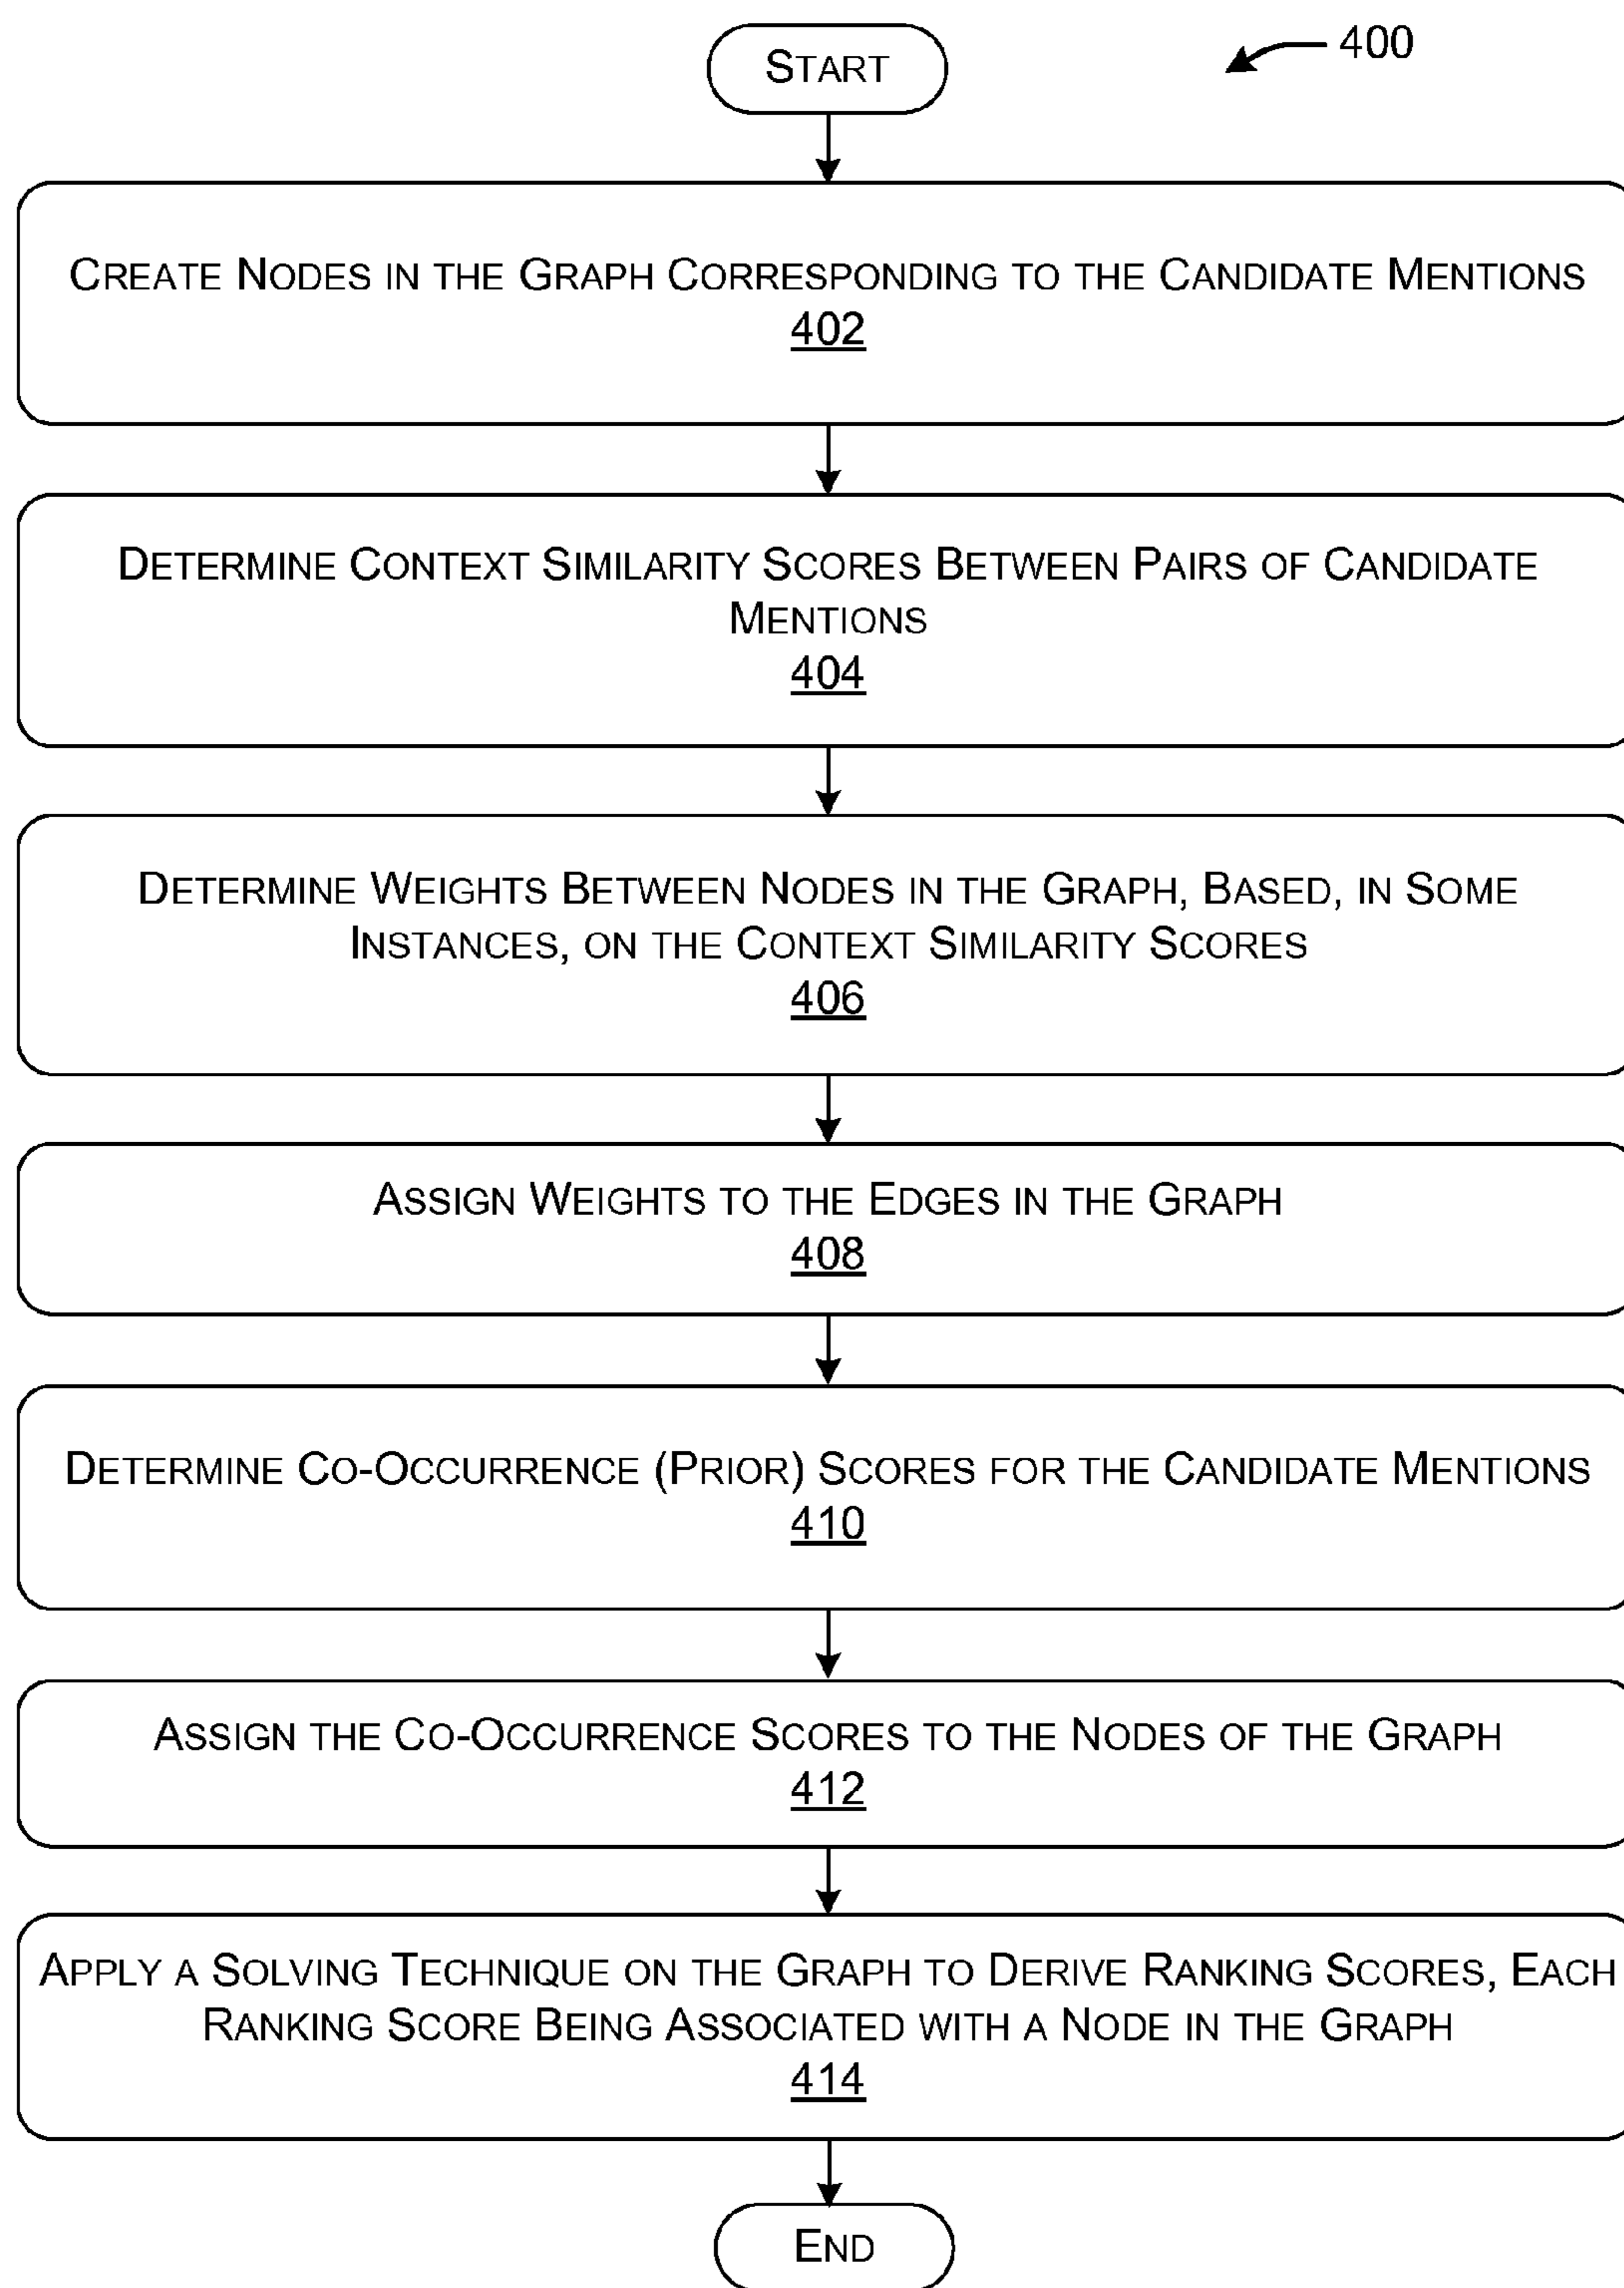 START
400
CREATE NODES IN THE GRAPH CORRESPONDING TO THE CANDIDATE MENTIONS
402
DETERMINE CONTEXT SIMILARITY SCORES BETWEEN PAIRS OF CANDIDATE
MENTIONS
404
DETERMINE WEIGHTS BETWEEN NODES IN THE GRAPH, BASED, IN SOME
INSTANCES, ON THE CONTEXT SIMILARITY SCORES
406
ASSIGN WEIGHTS TO THE EDGES IN THE GRAPH
408
DETERMINE CO-OCCURRENCE (PRIOR) SCORES FOR THE CANDIDATE MENTIONS
410
ASSIGN THE CO-OCCURRENCE SCORES TO THE NODES OF THE GRAPH
412
APPLY A SOLVING TECHNIQUE ON THE GRAPH TO DERIVE RANKING SCORES, EACH
RANKING SCORE BEING ASSOCIATED WITH A NODE IN THE GRAPH
414
END